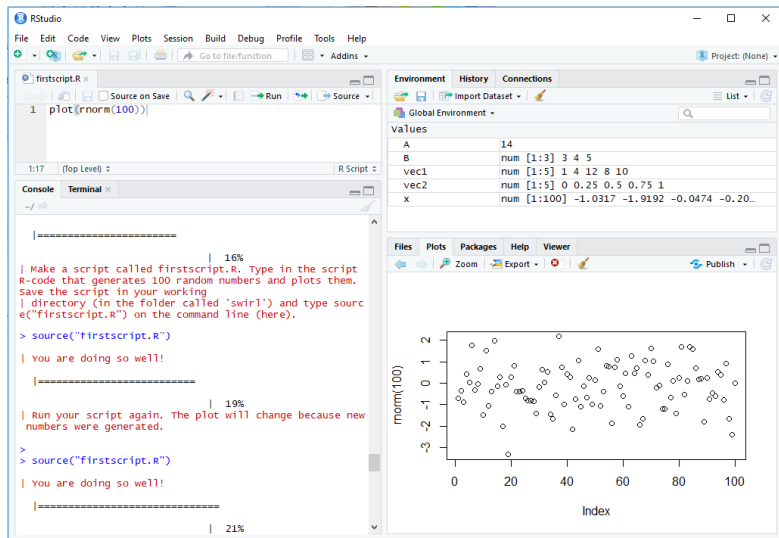 RStudio
File Edit Code View Plots Session Build Debug Profile Tools Help
Go to file/function Addins Project: (None)
firstscript.R
Source on Save Run Source
1 plot(rnorm(100))
1:17 (Top Level) R Script
Console Terminal
~/
|=======================
| 16%
| Make a script called firstscript.R. Type in the script
R-code that generates 100 random numbers and plots them.
Save the script in your working
| directory (in the folder called 'swirl') and type sourc
e("firstscript.R") on the command line (here).
> source("firstscript.R")
| You are doing so well!
|==========================
| 19%
| Run your script again. The plot will change because new
numbers were generated.
>
> source("firstscript.R")
| You are doing so well!
|==============================
| 21%
Environment History Connections
Import Dataset List
Global Environment
Values
A 14
B num [1:3] 3 4 5
vec1 num [1:5] 1 4 12 8 10
vec2 num [1:5] 0 0.25 0.5 0.75 1
x num [1:100] -1.0317 -1.9192 -0.0474 -0.20...
Files Plots Packages Help Viewer
Zoom Export Publish
rnorm(100)
2
1
0
-1
-2
-3
0 20 40 60 80 100
Index